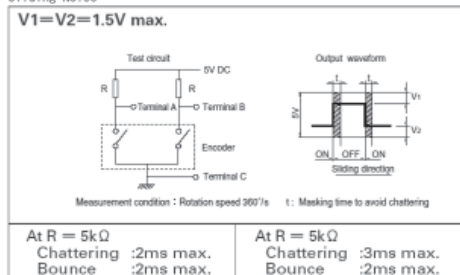 V1=V2=1.5V max.
Test circuit
Output waveform
5V DC
R
R
Terminal A
Terminal B
Encoder
Terminal C
t
t
5V
V1
V2
ON
OFF
ON
Sliding direction
Measurement condition : Rotation speed 360°/s
t : Masking time to avoid chattering
At R = 5kΩ
Chattering :2ms max.
Bounce :2ms max.
At R = 5kΩ
Chattering :3ms max.
Bounce :2ms max.